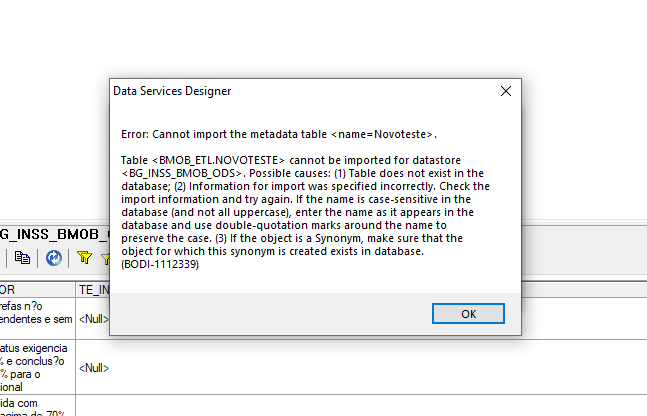 Data Services Designer
Error: Cannot import the metadata table <name=Novoteste>.
Table <BMOB_ETL.NOVOTESTE> cannot be imported for datastore
<BG_INSS_BMOB_ODS>. Possible causes: (1) Table does not exist in the
database; (2) Information for import was specified incorrectly. Check the
import information and try again. If the name is case-sensitive in the
database (and not all uppercase), enter the name as it appears in the
database and use double-quotation marks around the name to
preserve the case. (3) If the object is a Synonym, make sure that the
object for which this synonym is created exists in database.
(BODI-1112339)
OK
G_INSS_BMOB_
OR TE_IN
refas n?o
endentes e sem <Null>
atus exigencia
% e conclus?o <Null>
% para o
ional
ida com
70%